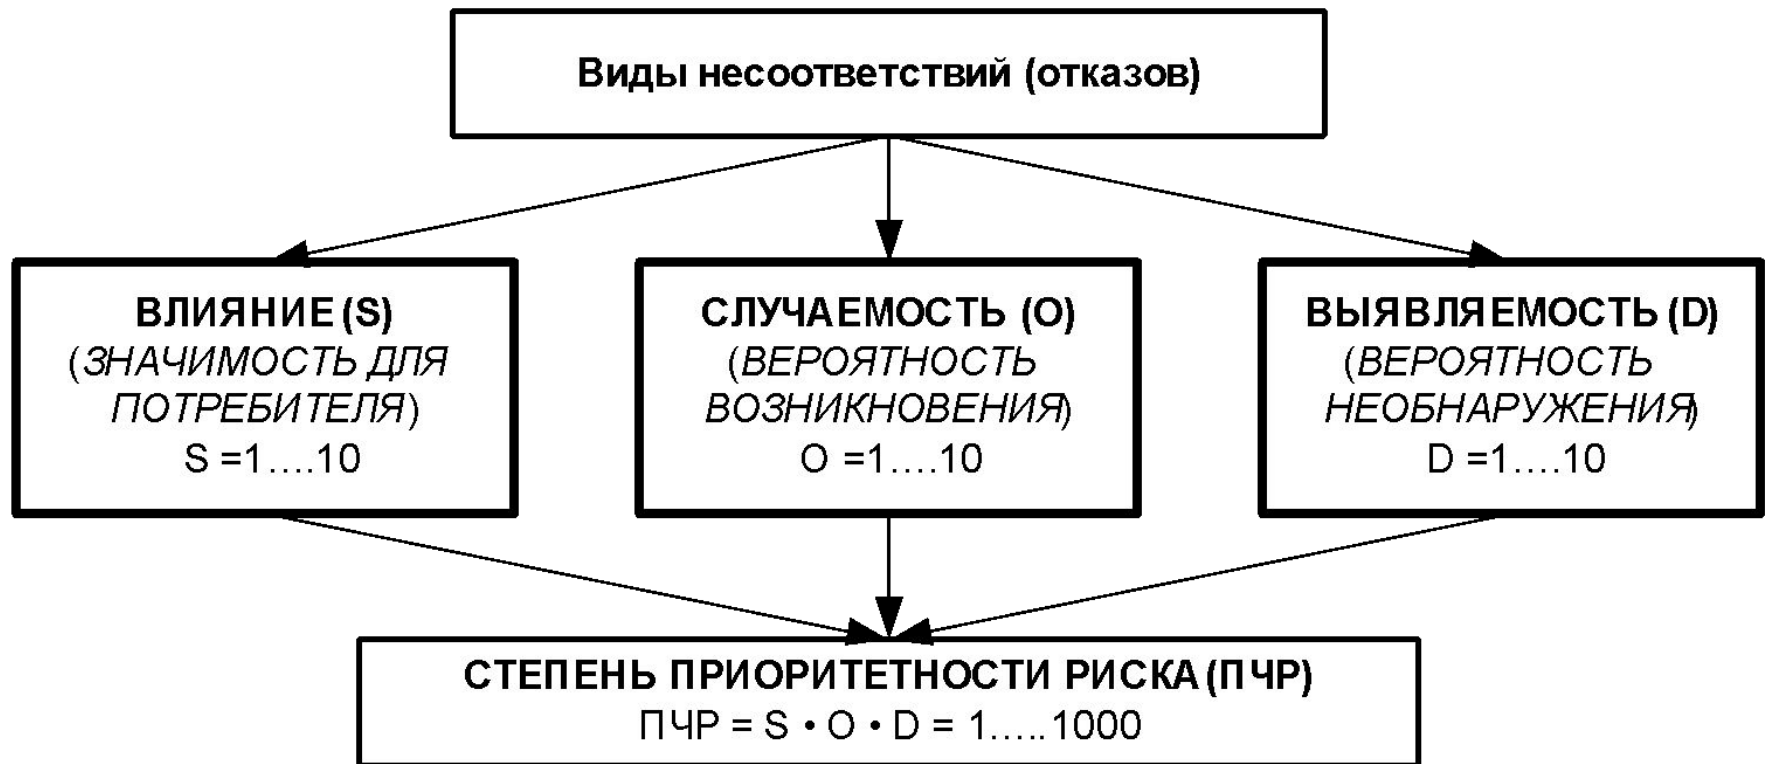 Виды несоответствий (отказов)
ВЛИЯНИЕ (S)
(ЗНАЧИМОСТЬ ДЛЯ
ПОТРЕБИТЕЛЯ)
S =1....10
СЛУЧАЕМОСТЬ (O)
(ВЕРОЯТНОСТЬ
ВОЗНИКНОВЕНИЯ)
O =1....10
ВЫЯВЛЯЕМОСТЬ (D)
(ВЕРОЯТНОСТЬ
НЕОБНАРУЖЕНИЯ)
D =1....10
СТЕПЕНЬ ПРИОРИТЕТНОСТИ РИСКА (ПЧР)
ПЧР = S • O • D = 1.....1000